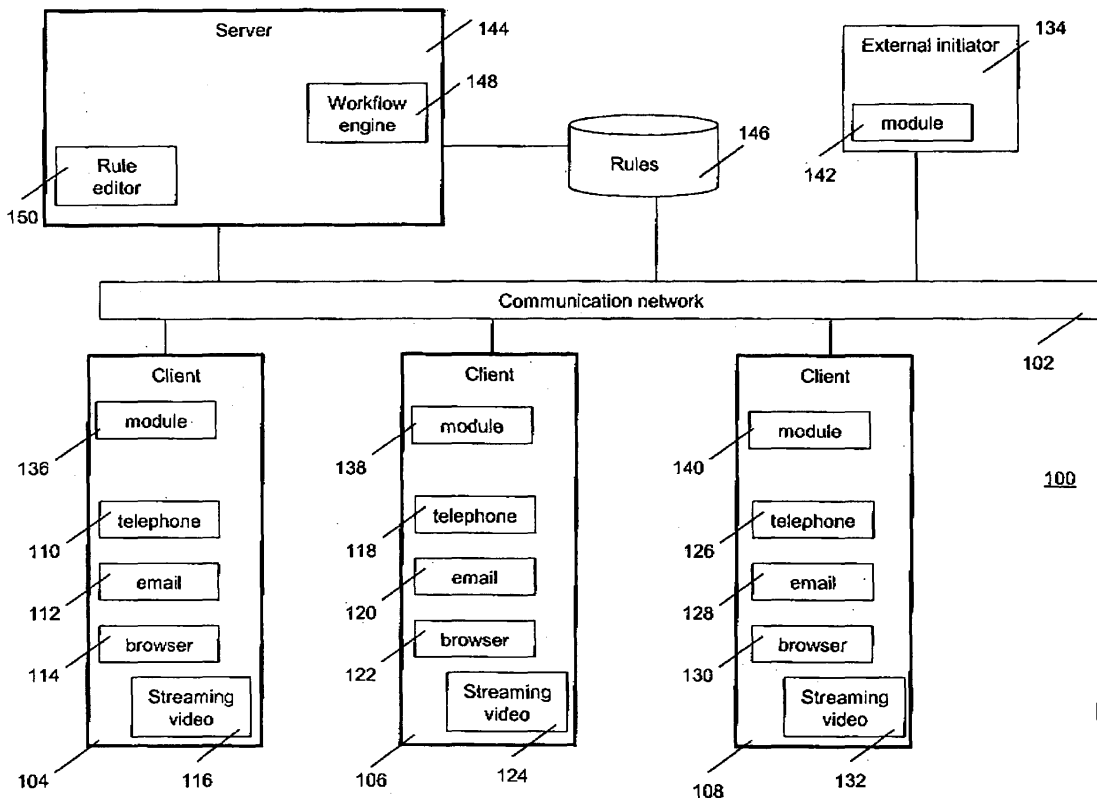 Server
144
External initiator
134
148
Workflow
engine
module
142
146
Rules
Rule
editor
150
Communication network
102
Client
Client
Client
module
module
module
136
138
140
100
telephone
telephone
telephone
110
118
126
email
email
email
112
120
128
browser
browser
browser
114
122
130
Streaming
video
Streaming
video
Streaming
video
104
116
106
124
108
132